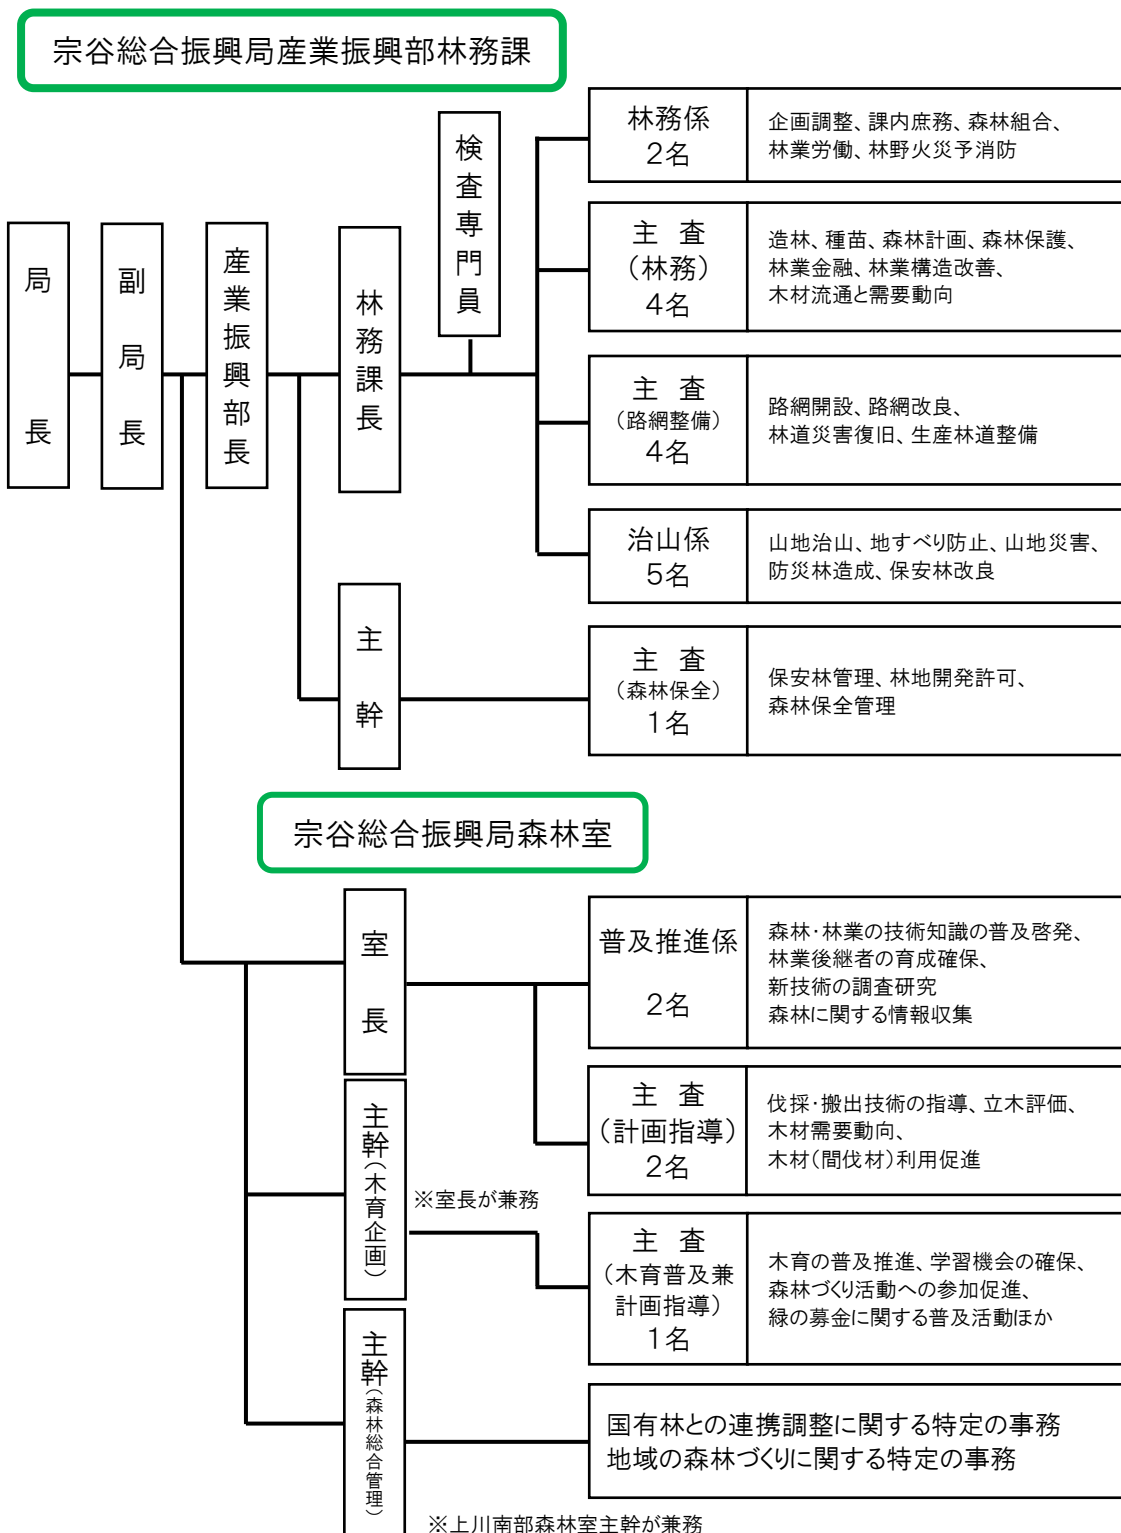 宗谷総合振興局産業振興部林務課
局長
副局長
産業振興部長
林務課長
検査専門員
林務係
2名
企画調整、課内庶務、森林組合、
林業労働、林野火災予消防
主 査
（林務）
4名
造林、種苗、森林計画、森林保護、
林業金融、林業構造改善、
木材流通と需要動向
主 査
（路網整備）
4名
路網開設、路網改良、
林道災害復旧、生産林道整備
治山係
5名
山地治山、地すべり防止、山地災害、
防災林造成、保安林改良
主幹
主 査
（森林保全）
1名
保安林管理、林地開発許可、
森林保全管理
宗谷総合振興局森林室
室長
普及推進係
2名
森林・林業の技術知識の普及啓発、
林業後継者の育成確保、
新技術の調査研究
森林に関する情報収集
主 査
（計画指導）
2名
伐採・搬出技術の指導、立木評価、
木材需要動向、
木材（間伐材）利用促進
主幹（木育企画）
※室長が兼務
主 査
（木育普及兼
計画指導）
1名
木育の普及推進、学習機会の確保、
森林づくり活動への参加促進、
緑の募金に関する普及活動ほか
主幹（森林総合管理）
国有林との連携調整に関する特定の事務
地域の森林づくりに関する特定の事務
※上川南部森林室主幹が兼務